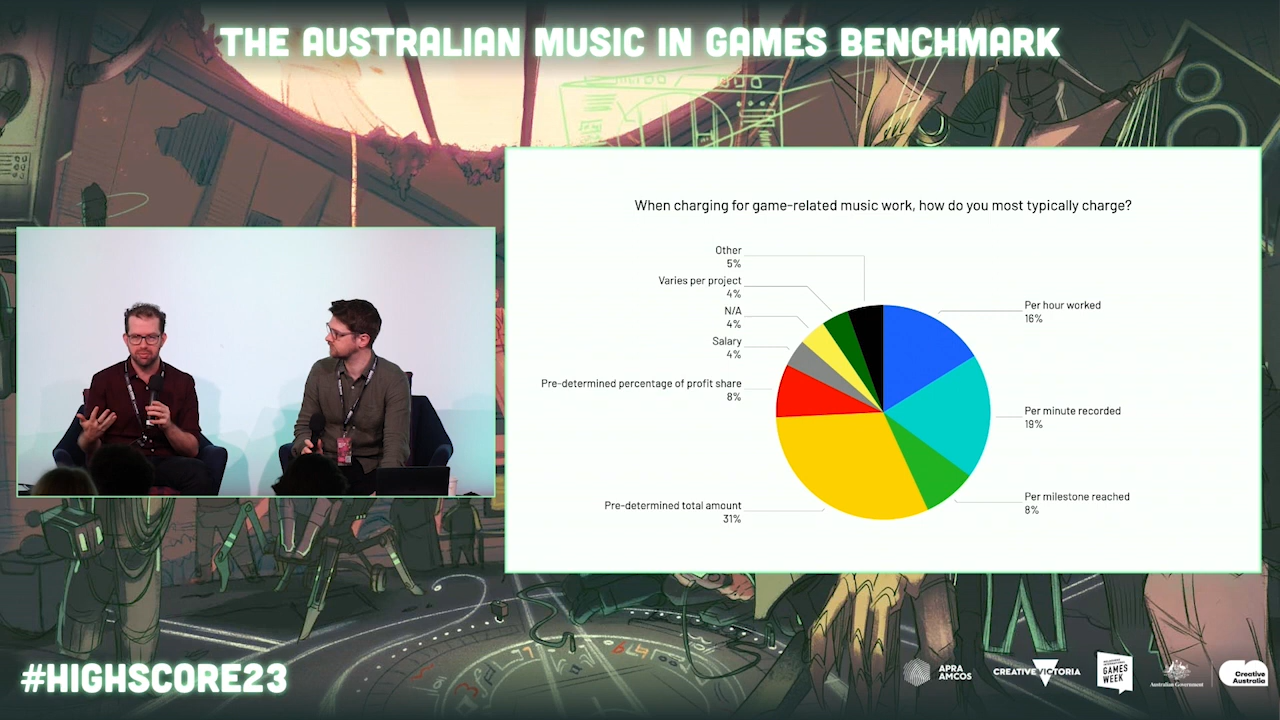 THE AUSTRALIAN MUSIC IN GAMES BENCHMARK
When charging for game-related music work, how do you most typically charge?
Other
5%
Varies per project
4%
N/A
4%
Salary
4%
Pre-determined percentage of profit share
8%
Pre-determined total amount
31%
Per hour worked
16%
Per minute recorded
19%
Per milestone reached
8%
#HIGHSCORE23
APRA
AMCOS
CREATIVE VICTORIA
GAMES
WEEK
Australian Government
Creative
Australia